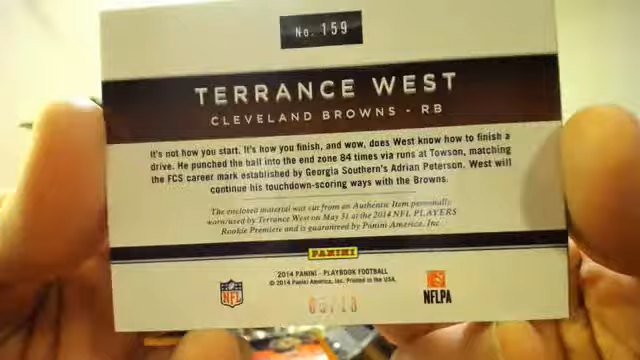 No. 159
TERRANCE WEST
CLEVELAND BROWNS - RB
It's not how you start. It's how you finish, and wow, does West know how to finish a
drive. He punched the ball into the end zone 84 times via runs at Towson, matching
the FCS career mark established by Georgia Southern's Adrian Peterson. West will
continue his touchdown-scoring ways with the Browns.
The enclosed material was cut from an Authentic Item personally
worn/used by Terrance West on May 31 at the 2014 NFL PLAYERS
Rookie Premiere and is guaranteed by Panini America, Inc.
PANINI
2014 PANINI - PLAYBOOK FOOTBALL
© 2014 Panini America, Inc. Printed in the USA.
NFL
NFLPA